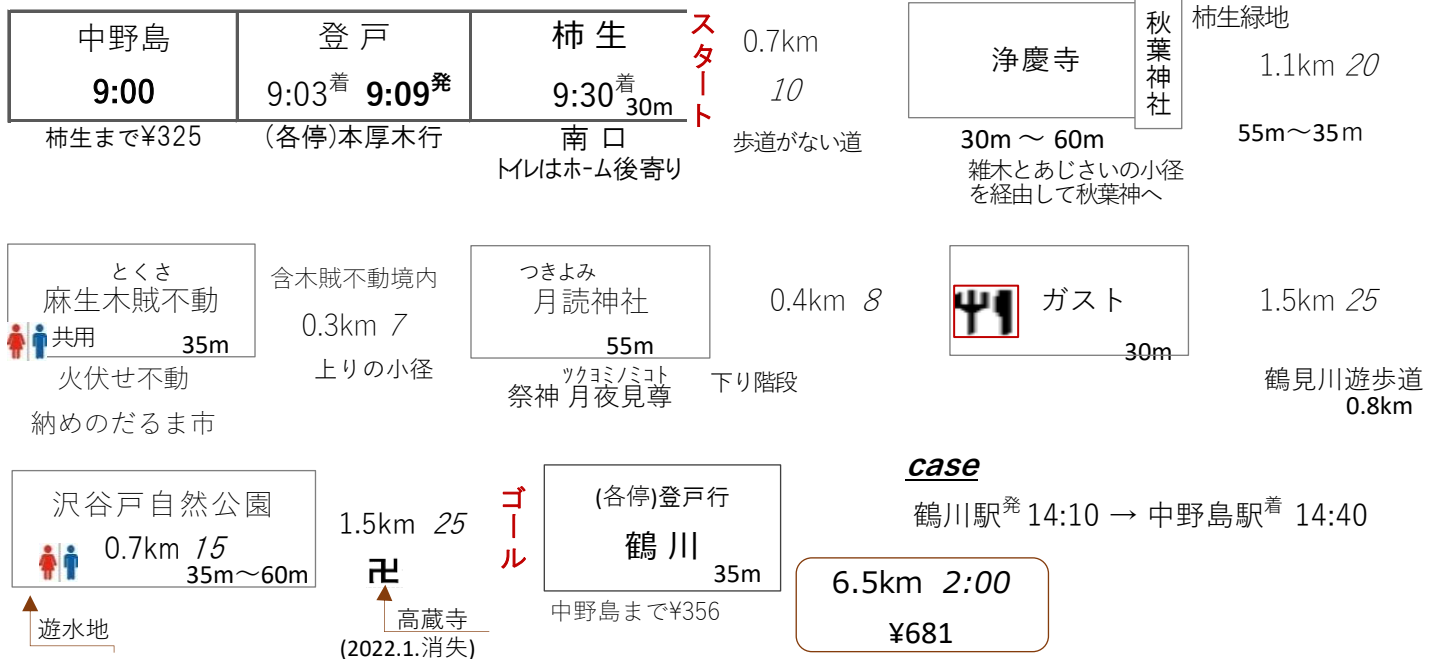 中野島
9:00
柿生まで¥325
登戸
9:03着 9:09発
(各停)本厚木行
柿生
9:30着
30m
南口
トイレはホーム後寄り
スタート
0.7km
10
歩道がない道
浄慶寺
秋葉神社
30m ～ 60m
雑木とあじさいの小径
を経由して秋葉神へ
柿生緑地
1.1km 20
55m～35m
とくさ
麻生木賊不動
共用
35m
火伏せ不動
納めのだるま市
含木賊不動境内
0.3km 7
上りの小径
つきよみ
月読神社
55m
ツクヨミノミコト
祭神 月夜見尊
0.4km 8
下り階段
ガスト
30m
1.5km 25
鶴見川遊歩道
0.8km
沢谷戸自然公園
0.7km 15
35m～60m
遊水地
1.5km 25
卍
高蔵寺
(2022.1.消失)
ゴール
(各停)登戸行
鶴川
35m
中野島まで¥356
case
鶴川駅発 14:10 → 中野島駅着 14:40
6.5km 2:00
¥681